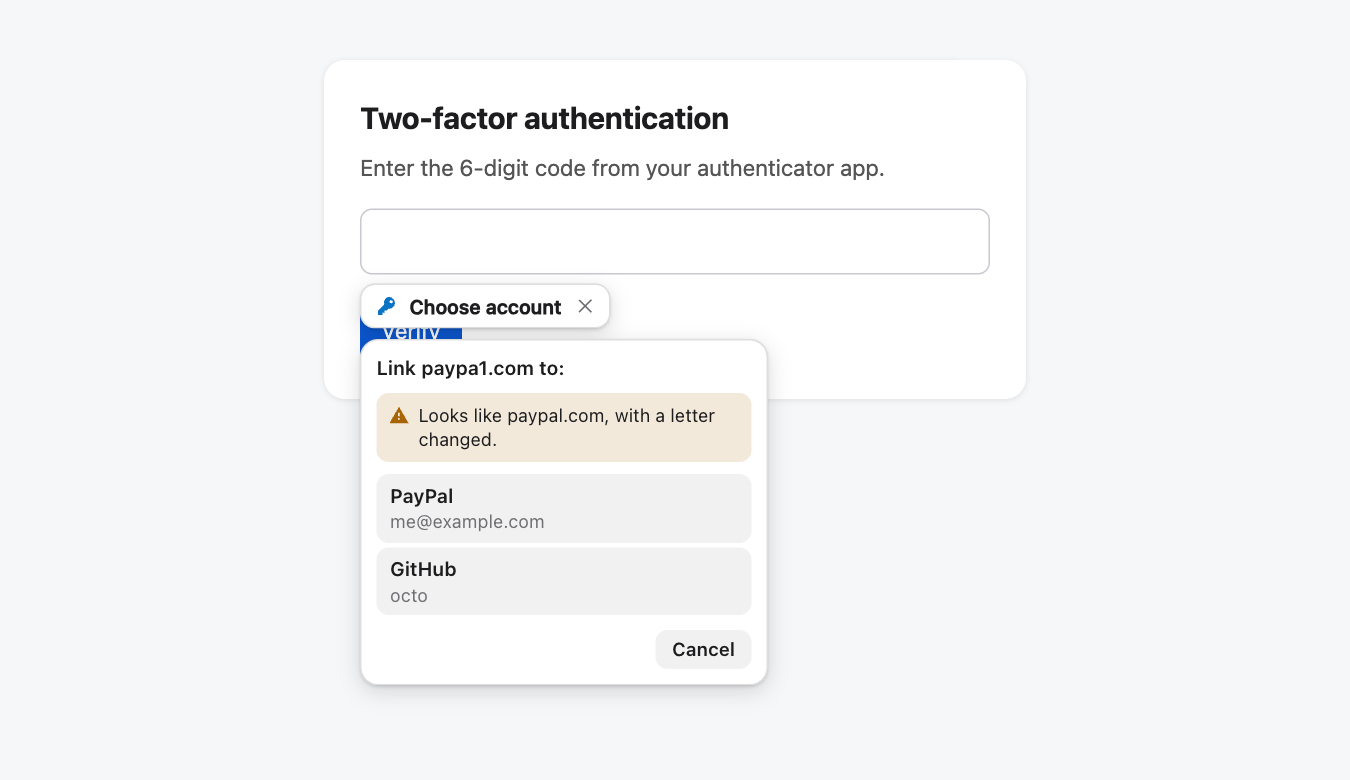 Two-factor authentication
Enter the 6-digit code from your authenticator app.
Choose account
Verify
Link paypa1.com to:
Looks like paypal.com, with a letter
changed.
PayPal
me@example.com
GitHub
octo
Cancel